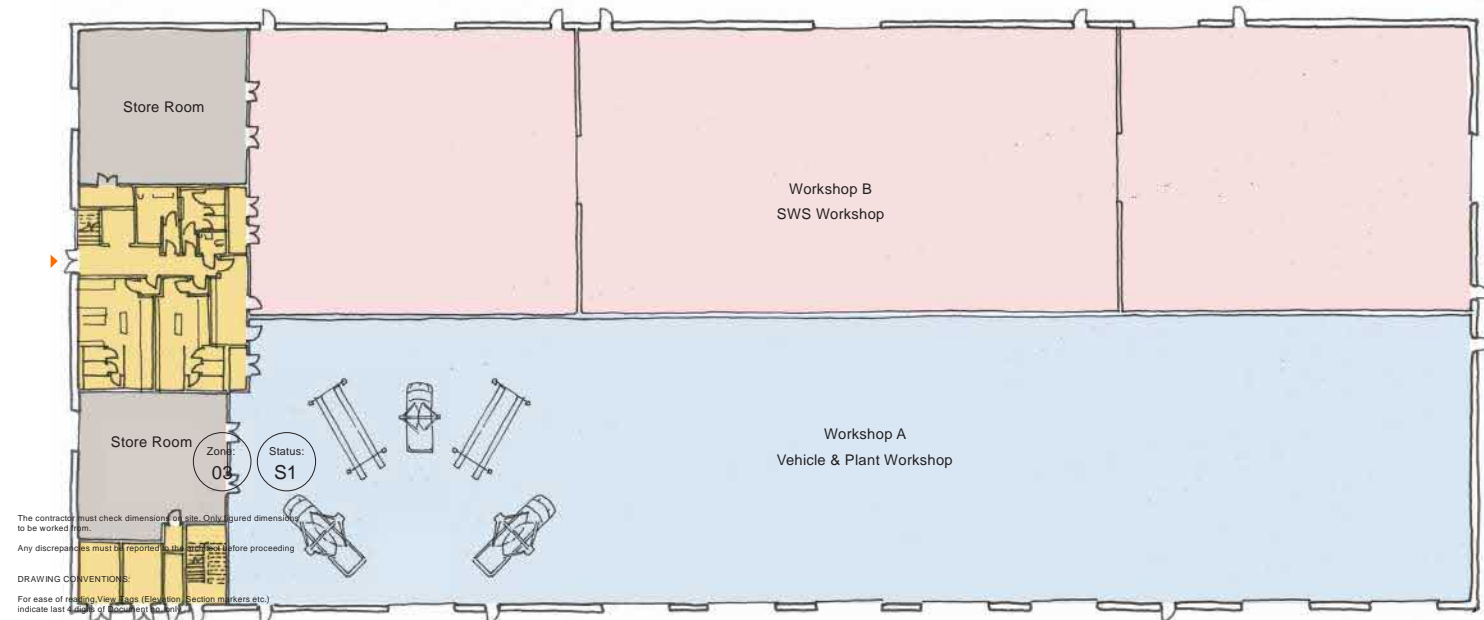 Store Room
Workshop B
SWS Workshop
Workshop A
Vehicle & Plant Workshop
Store Room
Zone:
03
Status:
S1
The contractor must check dimensions on site. Only figured dimensions
to be worked from.
Any discrepancies must be reported to the architect before proceeding
DRAWING CONVENTIONS:
For ease of reading,View Tags (Elevation, Section markers etc.)
indicate last 4 digits of Document no. only